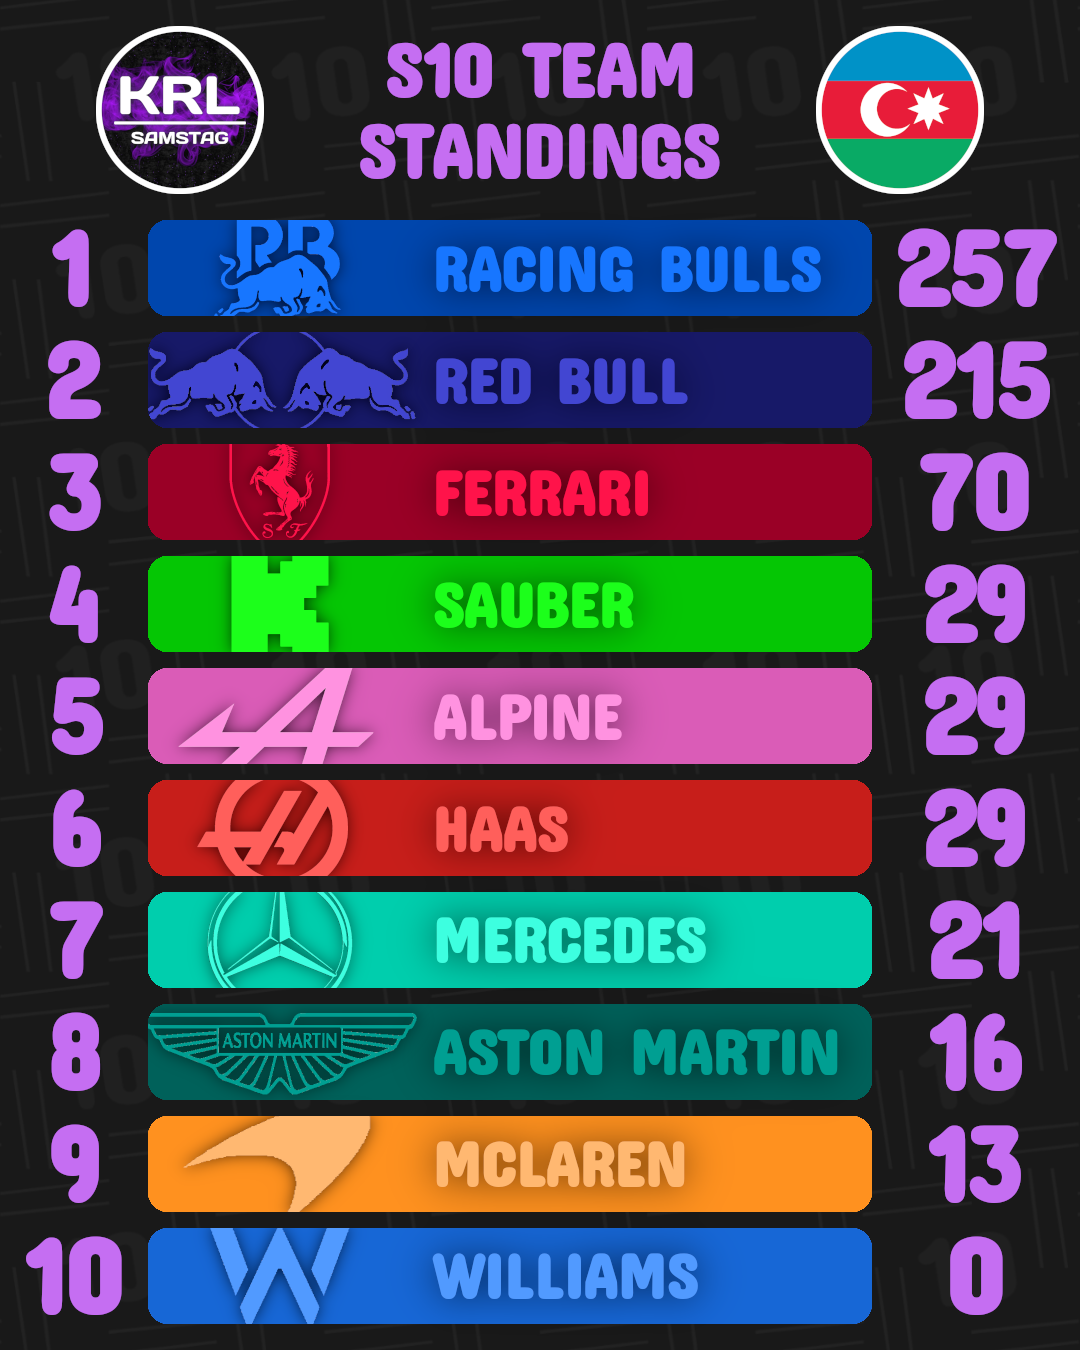 KRL
SAMSTAG
S10 TEAM
STANDINGS
1 RB RACING BULLS 257
2 RED BULL 215
3 S F FERRARI 70
4 SAUBER 29
5 ALPINE 29
6 HAAS 29
7 MERCEDES 21
8 ASTON MARTIN ASTON MARTIN 16
9 MCLAREN 13
10 WILLIAMS 0